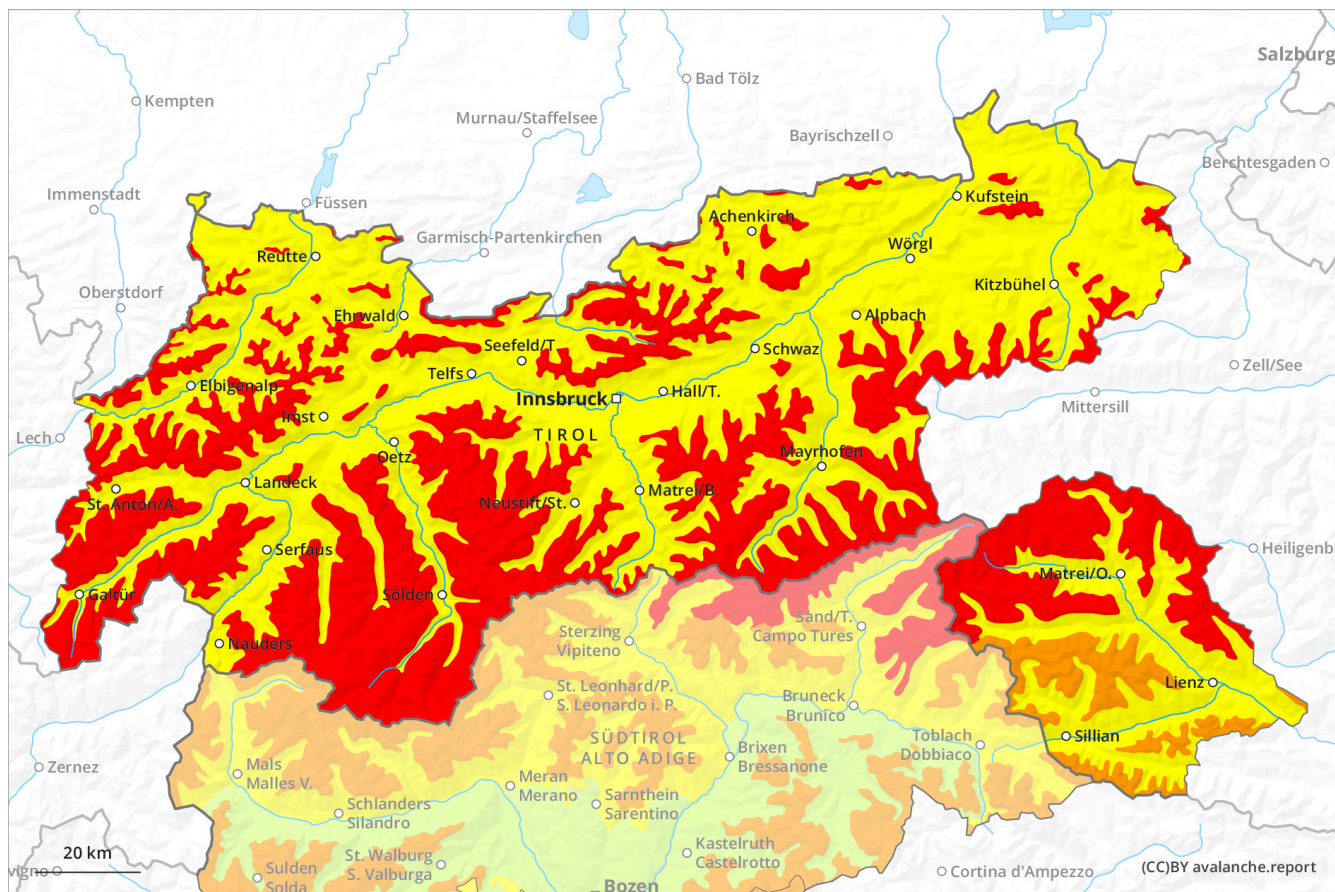 Salzburg
Bad Tölz
Kempten
Murnau/Staffelsee
Bayrischzell
Berchtesgaden
Immenstadt
Füssen
Kufstein
Achenkirch
Garmisch-Partenkirchen
Wörgl
Reutte
Kitzbühel
Oberstdorf
Ehrwald
Alpbach
Seefeld/T.
Schwaz
Zell/See
Telfs
Elbigenalp
Innsbruck
Hall/T.
Mittersill
Imst
TIROL
Lech
Oetz
Mayrhofen
Landeck
Matrei/B.
St. Anton/A.
Neustift/St.
Serfaus
Heiligenb
Matrei/O.
Galtür
Sölden
Sand/T.
Campo Tures
Sterzing
Vipiteno
Nauders
Lienz
St. Leonhard/P.
S. Leonardo i. P.
Bruneck
Brunico
SÜDTIROL
ALTO ADIGE
Toblach
Dobbiaco
Sillian
Brixen
Bressanone
Zernez
Mals
Malles V.
Meran
Merano
Sarnthein
Sarentino
Schlanders
Silandro
Kastelruth
Castelrotto
20 km
St. Walburg
S. Valburga
vigno
Sulden
Solda
Cortina d'Ampezzo
(CC)BY avalanche.report
Bozen